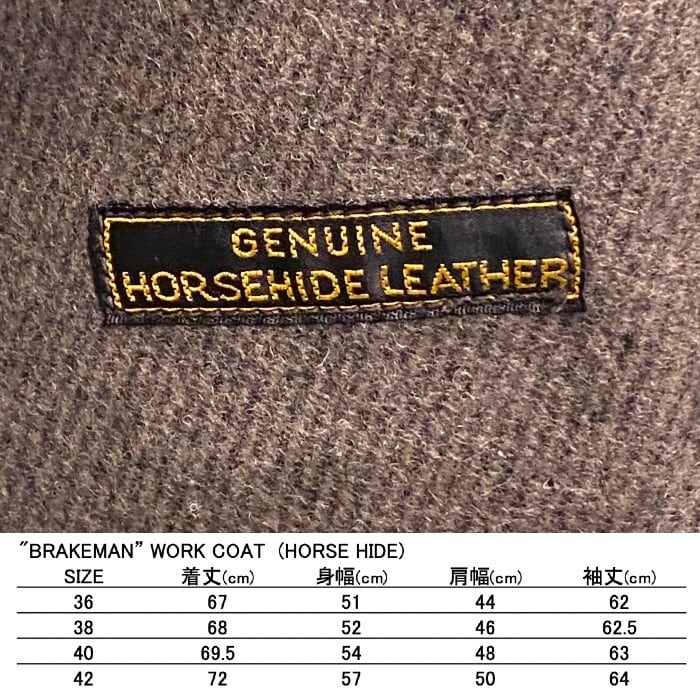 GENUINE
HORSEHIDE LEATHER
"BRAKEMAN” WORK COAT (HORSE HIDE)
SIZE 着丈(cm) 身幅(cm) 肩幅(cm) 袖丈(cm)
36 67 51 44 62
38 68 52 46 62.5
40 69.5 54 48 63
42 72 57 50 64